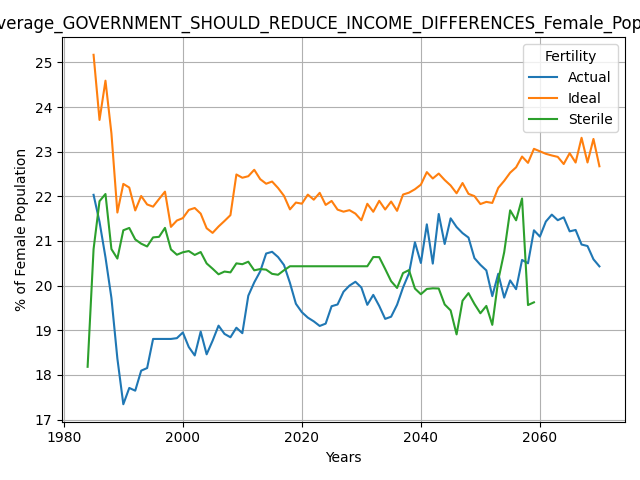 verage_GOVERNMENT_SHOULD_REDUCE_INCOME_DIFFERENCES_Female_Pop
Fertility
Actual
Ideal
Sterile
% of Female Population
25
24
23
22
21
20
19
18
17
1980
2000
2020
2040
2060
Years